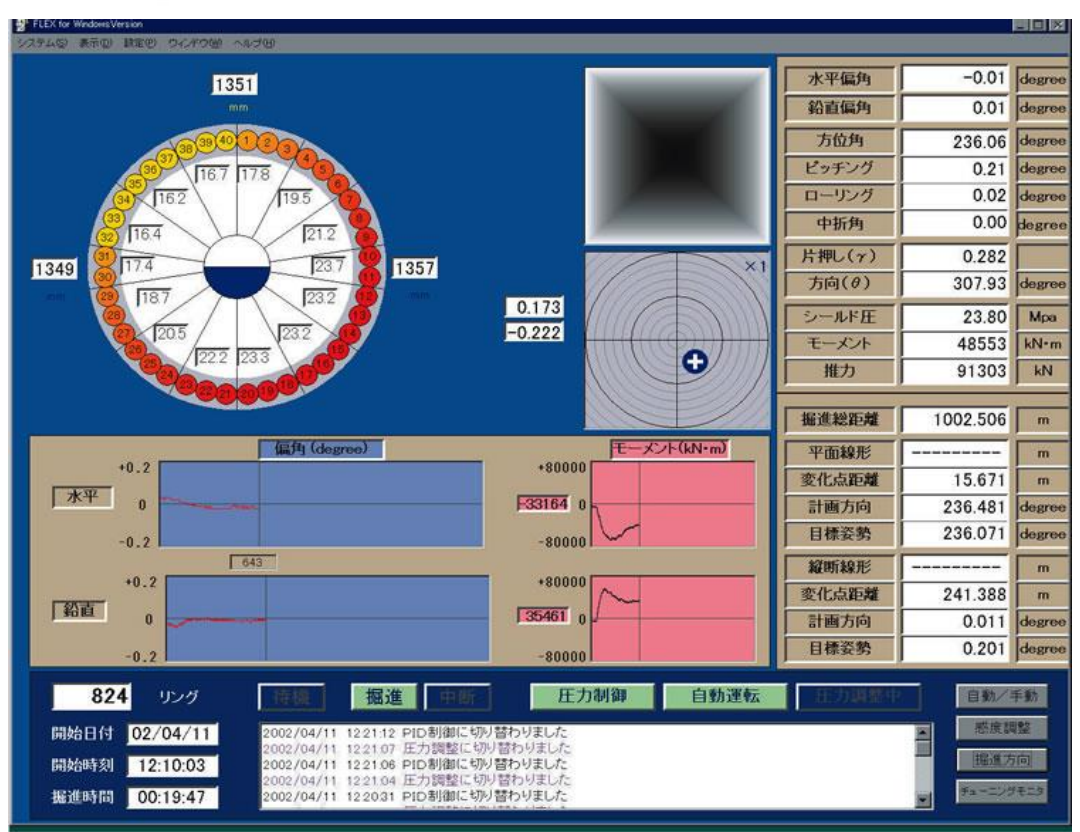 FLEX for Windows Version
システム(S) 表示(D) 設定(P) ウィンドウ(W) ヘルプ(H)
1351
mm
1 2 3 4 5 6 7 8 9 10 11 12 13 14 15 16 17 18 19 20 21 22 23 24 25 26 27 28 29 30 31 32 33 34 35 36 37 38 39 40
16.7 17.8
16.2 19.5
16.4 21.2
17.4 23.7
18.7 23.2
20.5 23.2
22.2 23.3
1349
mm
1357
mm
×1
0.173
-0.222
水平偏角 -0.01 degree
鉛直偏角 0.01 degree
方位角 236.06 degree
ピッチング 0.21 degree
ローリング 0.02 degree
中折角 0.00 degree
片押し(γ) 0.282
方向(θ) 307.93 degree
シールド圧 23.80 Mpa
モーメント 48553 kN・m
推力 91303 kN
掘進総距離 1002.506 m
平面線形 --------- m
変化点距離 15.671 m
計画方向 236.481 degree
目標姿勢 236.071 degree
縦断線形 --------- m
変化点距離 241.388 m
計画方向 0.011 degree
目標姿勢 0.201 degree
偏角(degree) モーメント(kN・m)
水平
+0.2
0
-0.2
+80000
-33164 0
-80000
643
鉛直
+0.2
0
-0.2
+80000
35461 0
-80000
824 リング
待機 掘進 中断 圧力制御 自動運転 圧力調整中
開始日付 02/04/11
開始時刻 12:10:03
掘進時間 00:19:47
2002/04/11 12:21:12 PID制御に切り替わりました
2002/04/11 12:21:07 圧力調整に切り替わりました
2002/04/11 12:21:06 PID制御に切り替わりました
2002/04/11 12:21:04 圧力調整に切り替わりました
2002/04/11 12:20:31 PID制御に切り替わりました
自動/手動
感度調整
掘進方向
チューニングモニタ